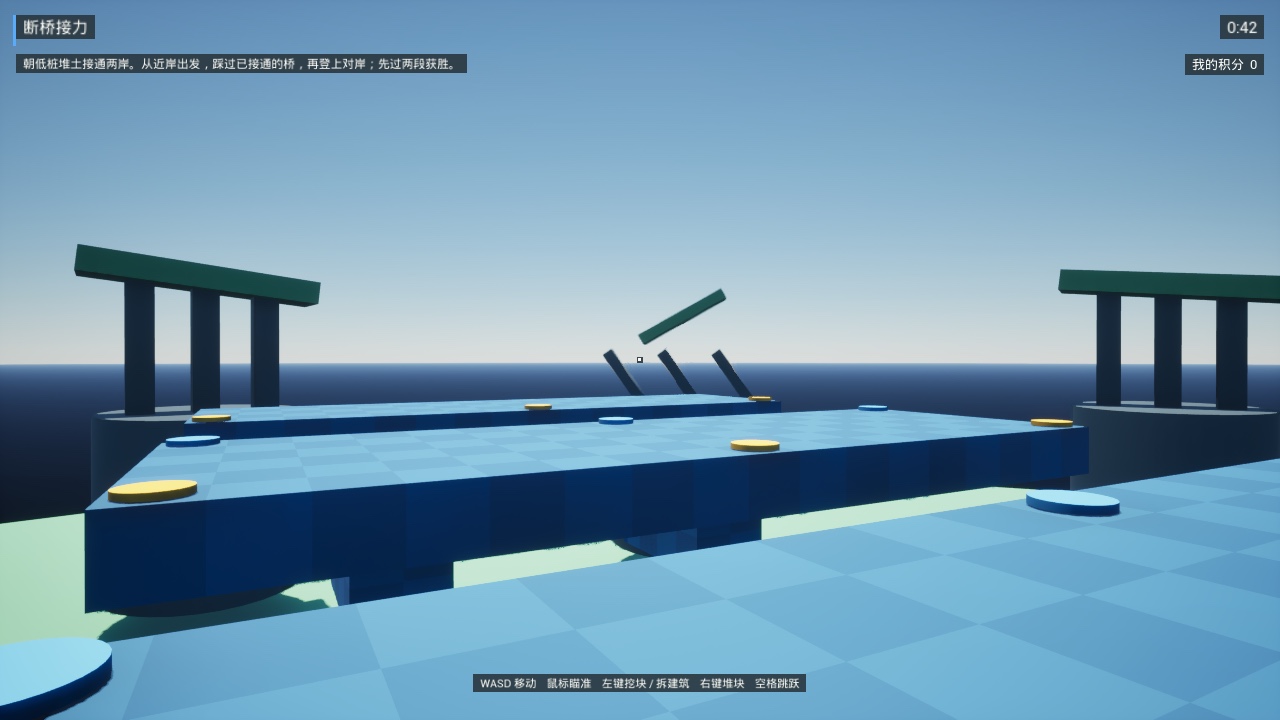 断桥接力
0:42
朝低桩堆土接通两岸。从近岸出发，踩过已接通的桥，再登上对岸；先过两段获胜。
我的积分 0
WASD 移动 鼠标瞄准 左键挖块 / 拆建筑 右键堆块 空格跳跃